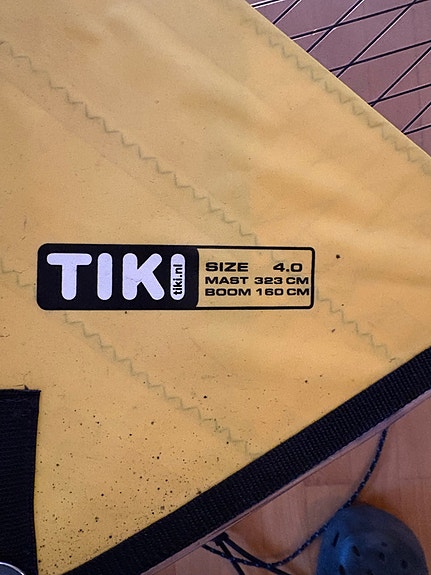 TIKI
tiki.nl
SIZE 4.0
MAST 323 CM
BOOM 160 CM